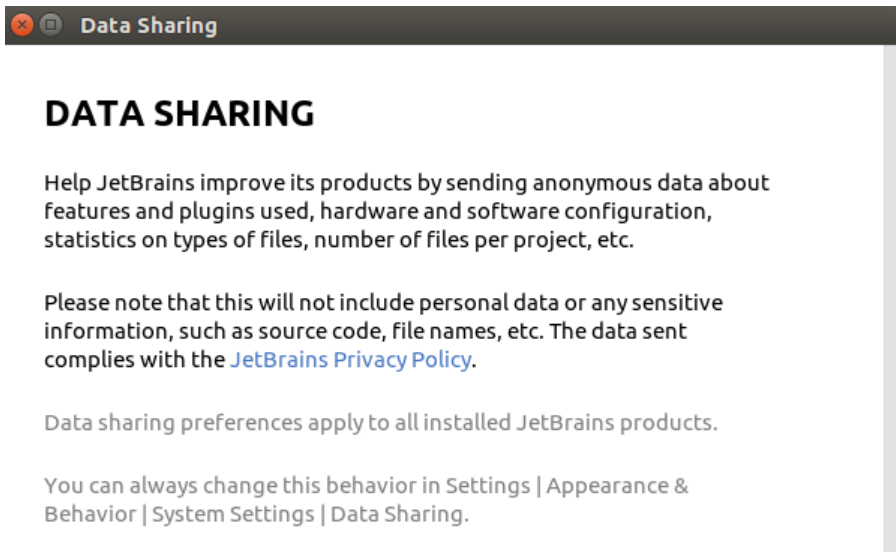 Data Sharing
DATA SHARING
Help JetBrains improve its products by sending anonymous data about
features and plugins used, hardware and software configuration,
statistics on types of files, number of files per project, etc.
Please note that this will not include personal data or any sensitive
information, such as source code, file names, etc. The data sent
complies with the JetBrains Privacy Policy.
Data sharing preferences apply to all installed JetBrains products.
You can always change this behavior in Settings | Appearance &
Behavior | System Settings | Data Sharing.